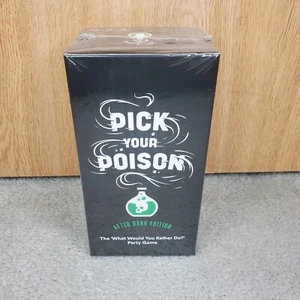 PICK
YOUR
POISON
AFTER DARK EDITION
The "What Would You Rather Do?"
Party Game